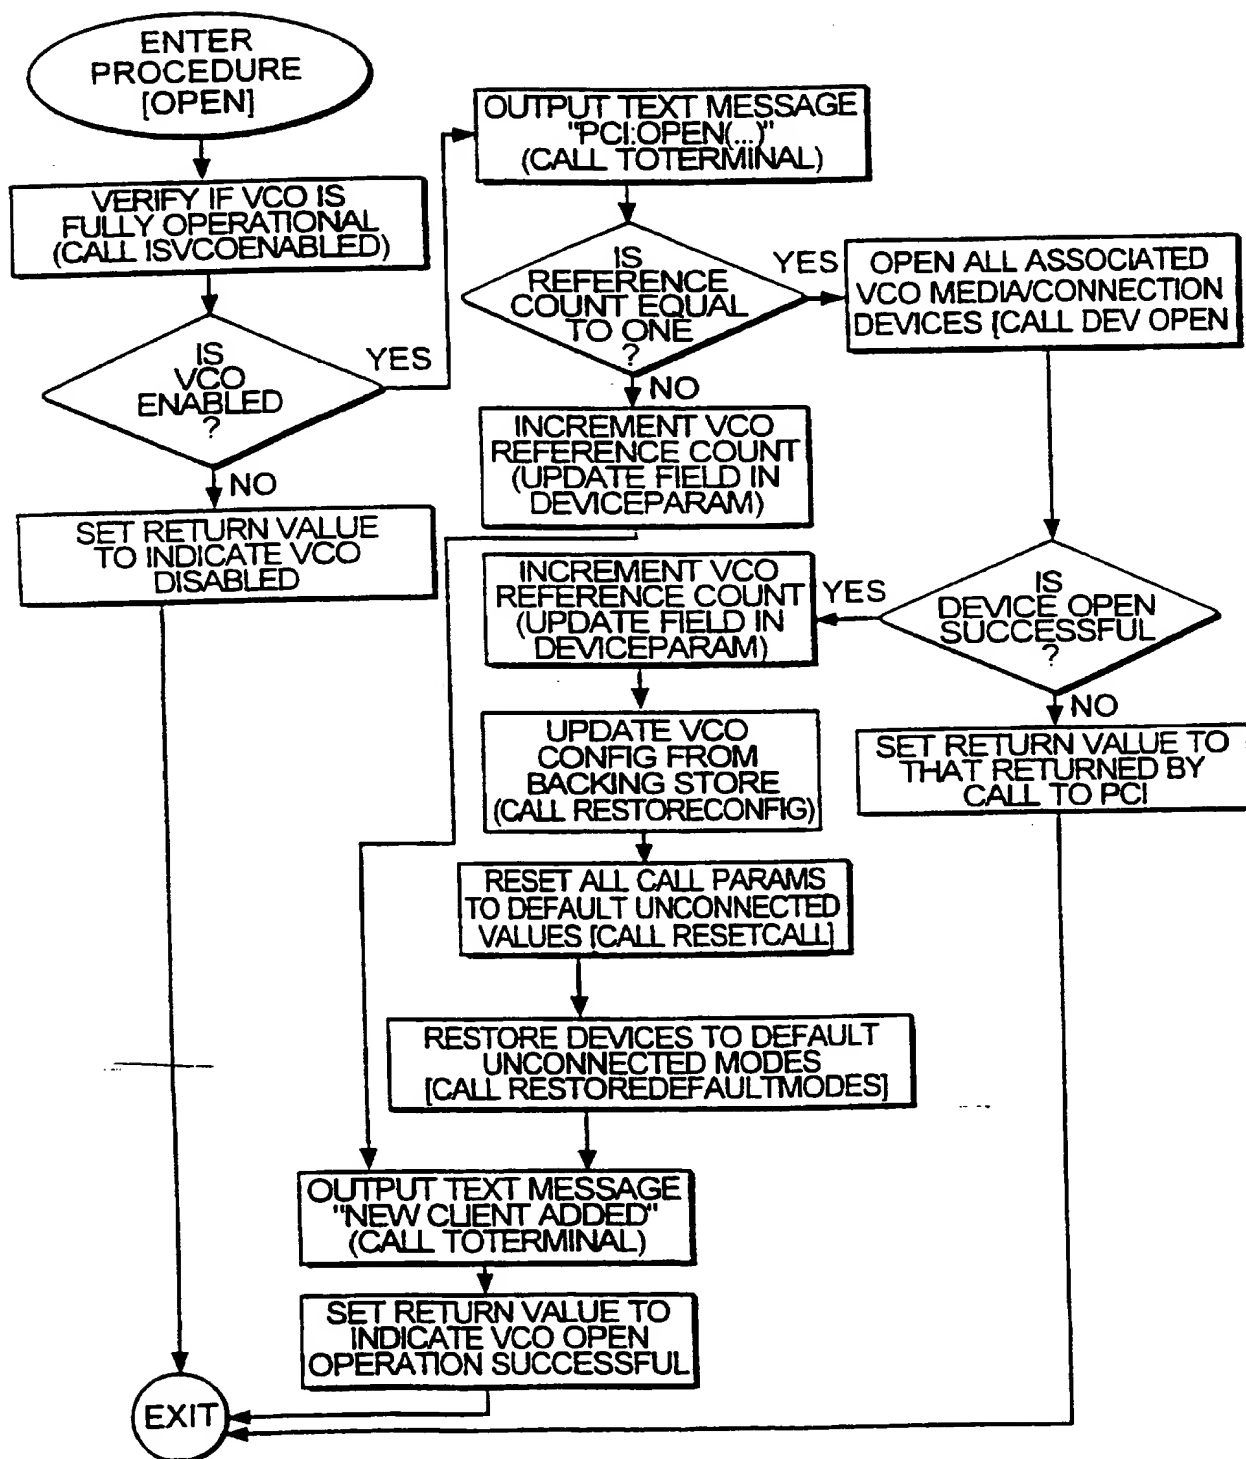 ENTER
PROCEDURE
[OPEN]
VERIFY IF VCO IS
FULLY OPERATIONAL
(CALL ISVCOENABLED)
IS
VCO
ENABLED
?
YES
NO
SET RETURN VALUE
TO INDICATE VCO
DISABLED
OUTPUT TEXT MESSAGE
"PCI:OPEN(...)"
(CALL TOTERMINAL)
IS
REFERENCE
COUNT EQUAL
TO ONE
?
YES
NO
OPEN ALL ASSOCIATED
VCO MEDIA/CONNECTION
DEVICES [CALL DEV OPEN
INCREMENT VCO
REFERENCE COUNT
(UPDATE FIELD IN
DEVICEPARAM)
IS
DEVICE OPEN
SUCCESSFUL
?
YES
NO
INCREMENT VCO
REFERENCE COUNT
(UPDATE FIELD IN
DEVICEPARAM)
SET RETURN VALUE TO
THAT RETURNED BY
CALL TO PCI
UPDATE VCO
CONFIG FROM
BACKING STORE
(CALL RESTORECONFIG)
RESET ALL CALL PARAMS
TO DEFAULT UNCONNECTED
VALUES [CALL RESETCALL]
RESTORE DEVICES TO DEFAULT
UNCONNECTED MODES
[CALL RESTOREDEFAULTMODES]
OUTPUT TEXT MESSAGE
"NEW CLIENT ADDED"
(CALL TOTERMINAL)
SET RETURN VALUE TO
INDICATE VCO OPEN
OPERATION SUCCESSFUL
EXIT